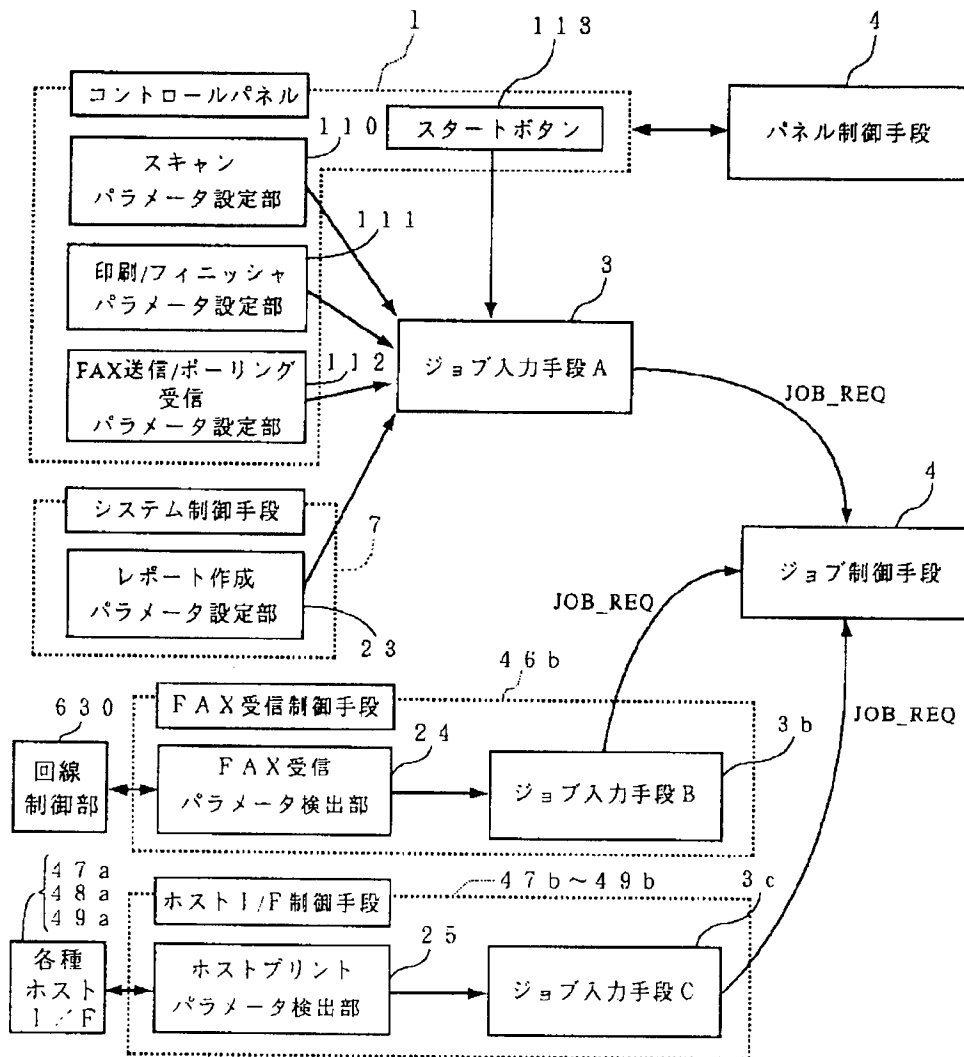 1
113
4
コントロールパネル
スタートボタン
パネル制御手段
110
スキャン
パラメータ設定部
111
印刷/フィニッシャ
パラメータ設定部
3
ジョブ入力手段A
112
FAX送信/ポーリング
受信
パラメータ設定部
JOB_REQ
システム制御手段
7
4
レポート作成
パラメータ設定部
ジョブ制御手段
JOB_REQ
23
46b
FAX受信制御手段
JOB_REQ
630
24
3b
回線
制御部
FAX受信
パラメータ検出部
ジョブ入力手段B
47a
48a
49a
47b～49b
3c
ホストI/F制御手段
25
各種
ホスト
I/F
ホストプリント
パラメータ検出部
ジョブ入力手段C